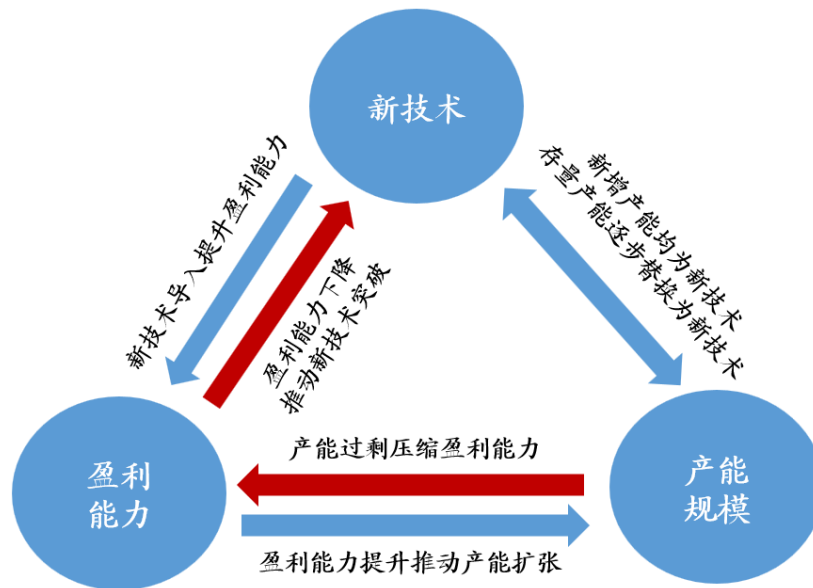 新技术
新技术导入提升盈利能力
盈利能力下降
推动新技术突破
新增产能均为新技术
存量产能逐步替换为新技术
盈利
能力
产能过剩压缩盈利能力
盈利能力提升推动产能扩张
产能
规模